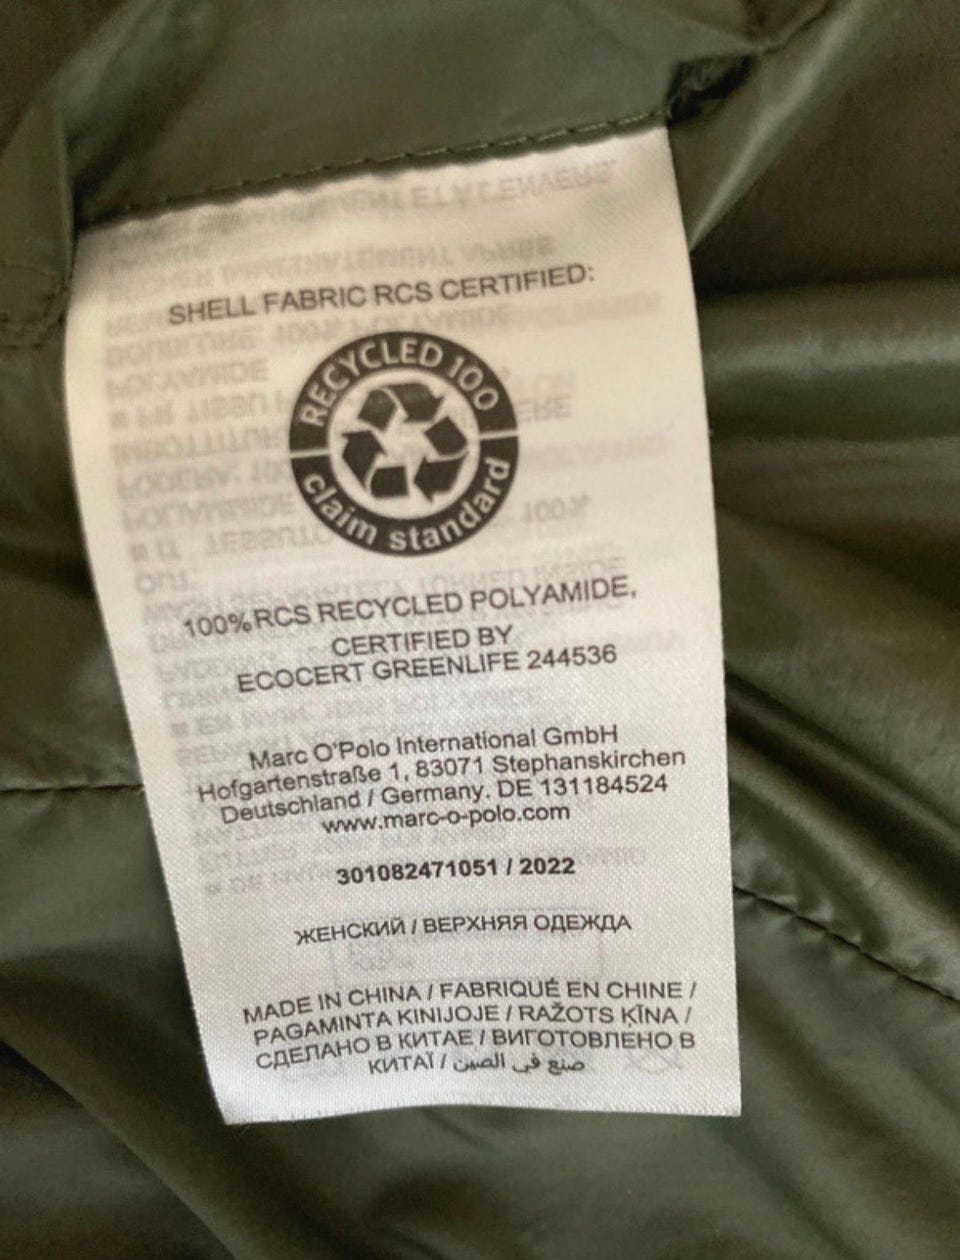 SHELL FABRIC RCS CERTIFIED:
RECYCLED 100
claim standard
100% RCS RECYCLED POLYAMIDE,
CERTIFIED BY
ECOCERT GREENLIFE 244536
Marc O'Polo International GmbH
Hofgartenstraße 1, 83071 Stephanskirchen
Deutschland / Germany. DE 131184524
www.marc-o-polo.com
301082471051 / 2022
ЖЕНСКИЙ / ВЕРХНЯЯ ОДЕЖДА
MADE IN CHINA / FABRIQUÉ EN CHINE /
PAGAMINTA KINIJOJE / RAŽOTS ĶĪNA /
СДЕЛАНО В КИТАЕ / ВИГОТОВЛЕНО В
КИТАЇ / صنع في الصين